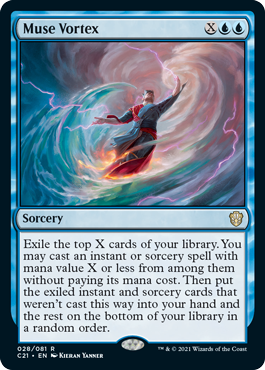 Muse Vortex X
Sorcery
Exile the top X cards of your library. You
may cast an instant or sorcery spell with
mana value X or less from among them
without paying its mana cost. Then put
the exiled instant and sorcery cards that
weren't cast this way into your hand and
the rest on the bottom of your library in
a random order.
028/081 R
C21 • EN Kieran Yanner
™ & © 2021 Wizards of the Coast